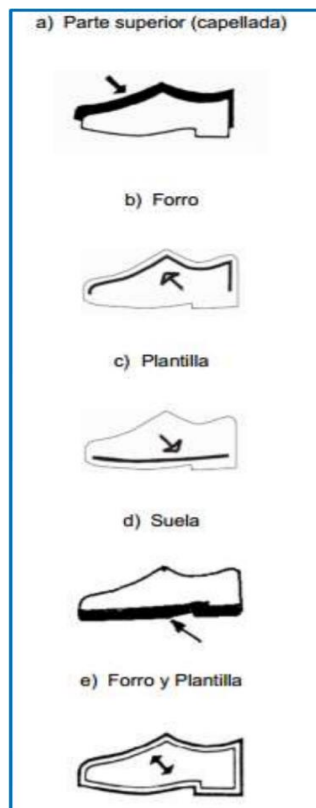 a) Parte superior (capellada)
b) Forro
c) Plantilla
d) Suela
e) Forro y Plantilla